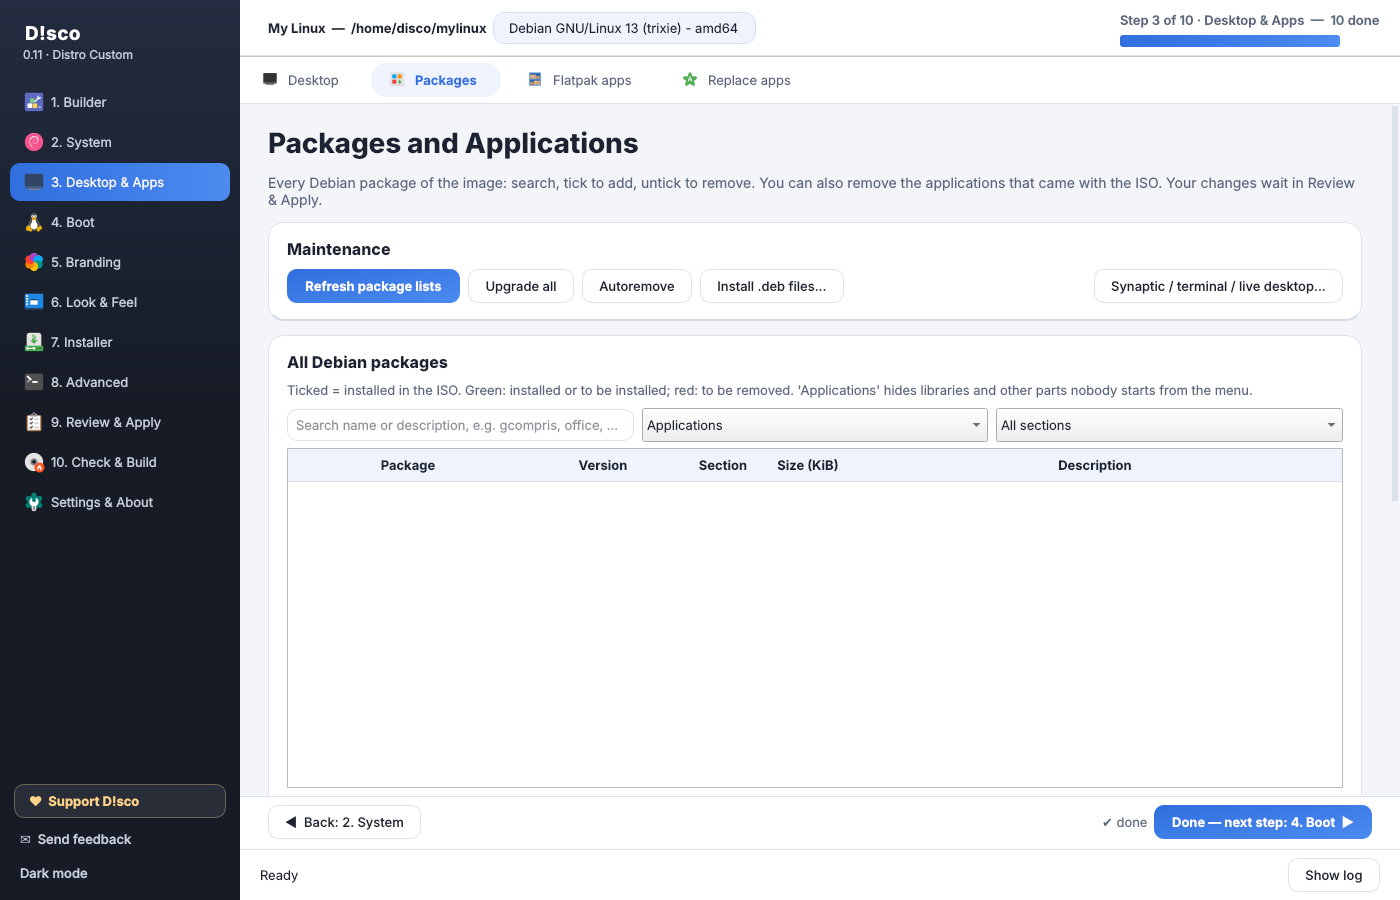 D!sco
0.11 · Distro Custom
1. Builder
2. System
3. Desktop & Apps
4. Boot
5. Branding
6. Look & Feel
7. Installer
8. Advanced
9. Review & Apply
10. Check & Build
Settings & About
Support D!sco
Send feedback
Dark mode
My Linux — /home/disco/mylinux
Debian GNU/Linux 13 (trixie) - amd64
Step 3 of 10 · Desktop & Apps — 10 done
Desktop
Packages
Flatpak apps
Replace apps
Packages and Applications
Every Debian package of the image: search, tick to add, untick to remove. You can also remove the applications that came with the ISO. Your changes wait in Review
& Apply.
Maintenance
Refresh package lists
Upgrade all
Autoremove
Install .deb files...
Synaptic / terminal / live desktop...
All Debian packages
Ticked = installed in the ISO. Green: installed or to be installed; red: to be removed. 'Applications' hides libraries and other parts nobody starts from the menu.
Search name or description, e.g. gcompris, office, ...
Applications
All sections
Package
Version
Section
Size (KiB)
Description
Back: 2. System
✔ done
Done — next step: 4. Boot
Ready
Show log